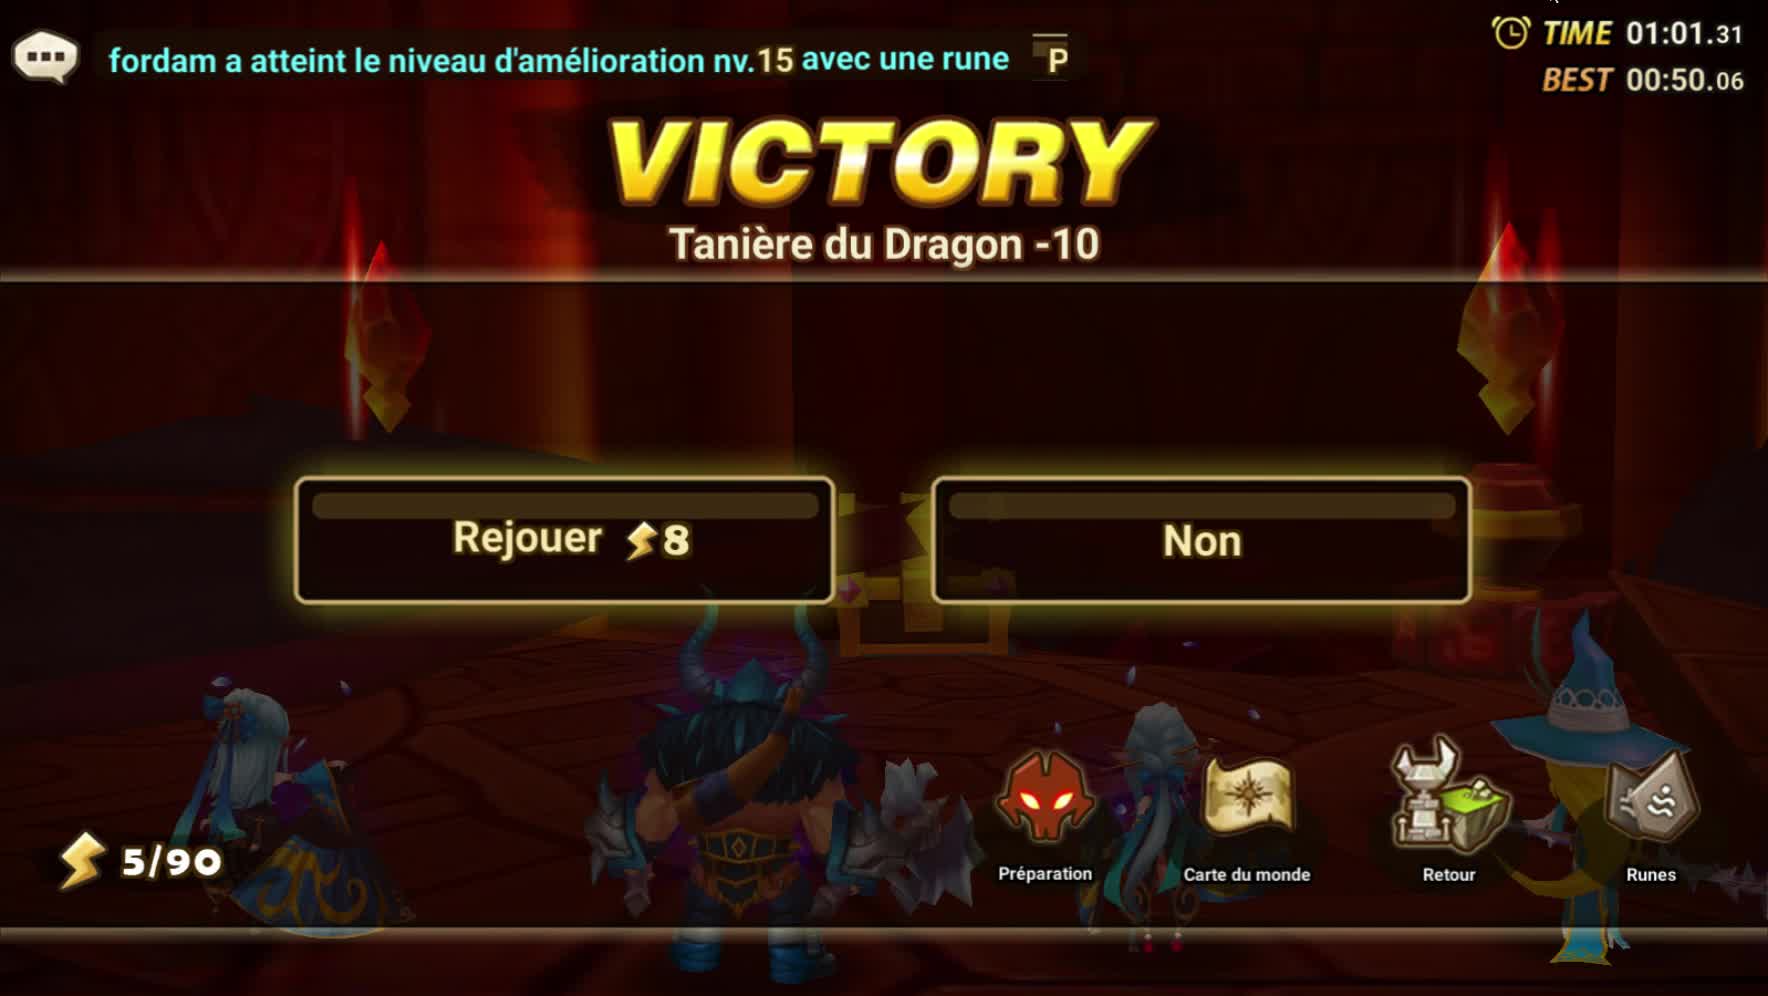 fordam a atteint le niveau d'amélioration nv.15 avec une rune P
TIME 01:01.31
BEST 00:50.06
VICTORY
Tanière du Dragon -10
Rejouer 8
Non
5/90
Préparation
Carte du monde
Retour
Runes